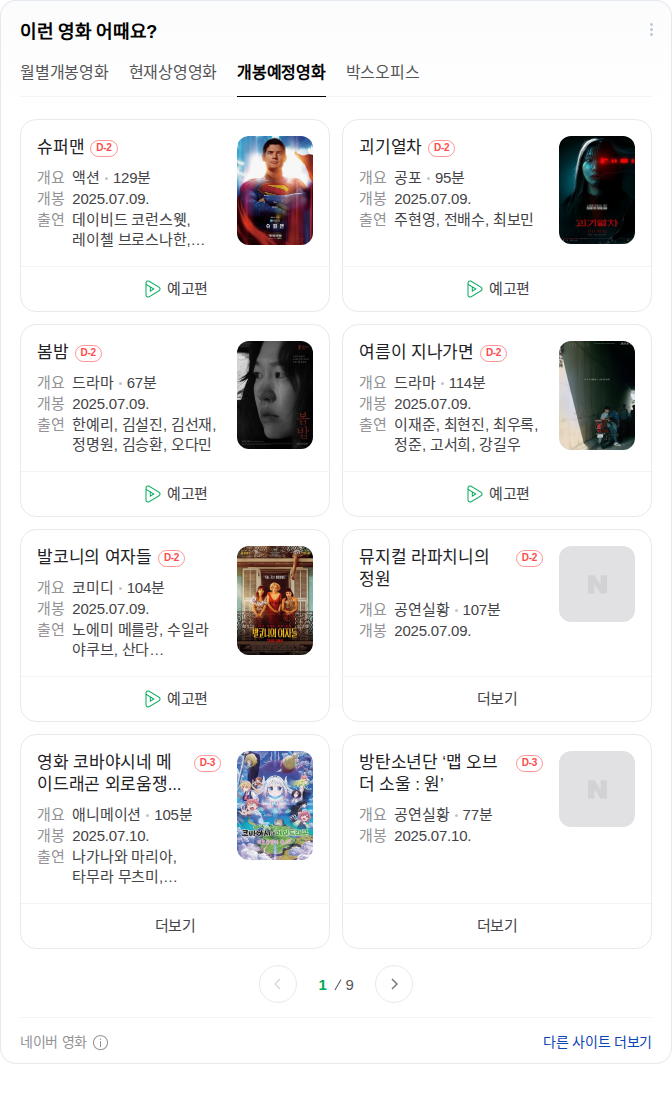 이런 영화 어때요?
월별개봉영화 현재상영영화 개봉예정영화 박스오피스
슈퍼맨 D-2
개요 액션 · 129분
개봉 2025.07.09.
출연 데이비드 코런스웻,
레이첼 브로스나한,...
슈퍼맨
예고편
괴기열차 D-2
개요 공포 · 95분
개봉 2025.07.09.
출연 주현영, 전배수, 최보민
괴기열차
예고편
봄밤 D-2
개요 드라마 · 67분
개봉 2025.07.09.
출연 한예리, 김설진, 김선재,
정명원, 김승환, 오다민
봄밤
예고편
여름이 지나가면 D-2
개요 드라마 · 114분
개봉 2025.07.09.
출연 이재준, 최현진, 최우록,
정준, 고서희, 강길우
예고편
발코니의 여자들 D-2
개요 코미디 · 104분
개봉 2025.07.09.
출연 노에미 메를랑, 수일라
야쿠브, 산다...
발코니의 여자들
예고편
뮤지컬 라파치니의 D-2
정원
개요 공연실황 · 107분
개봉 2025.07.09.
N
더보기
영화 코바야시네 메 D-3
이드래곤 외로움쟁...
개요 애니메이션 · 105분
개봉 2025.07.10.
출연 나가나와 마리아,
타무라 무츠미,...
더보기
방탄소년단 ‘맵 오브 D-3
더 소울 : 원’
개요 공연실황 · 77분
개봉 2025.07.10.
N
더보기
1 / 9
네이버 영화
다른 사이트 더보기